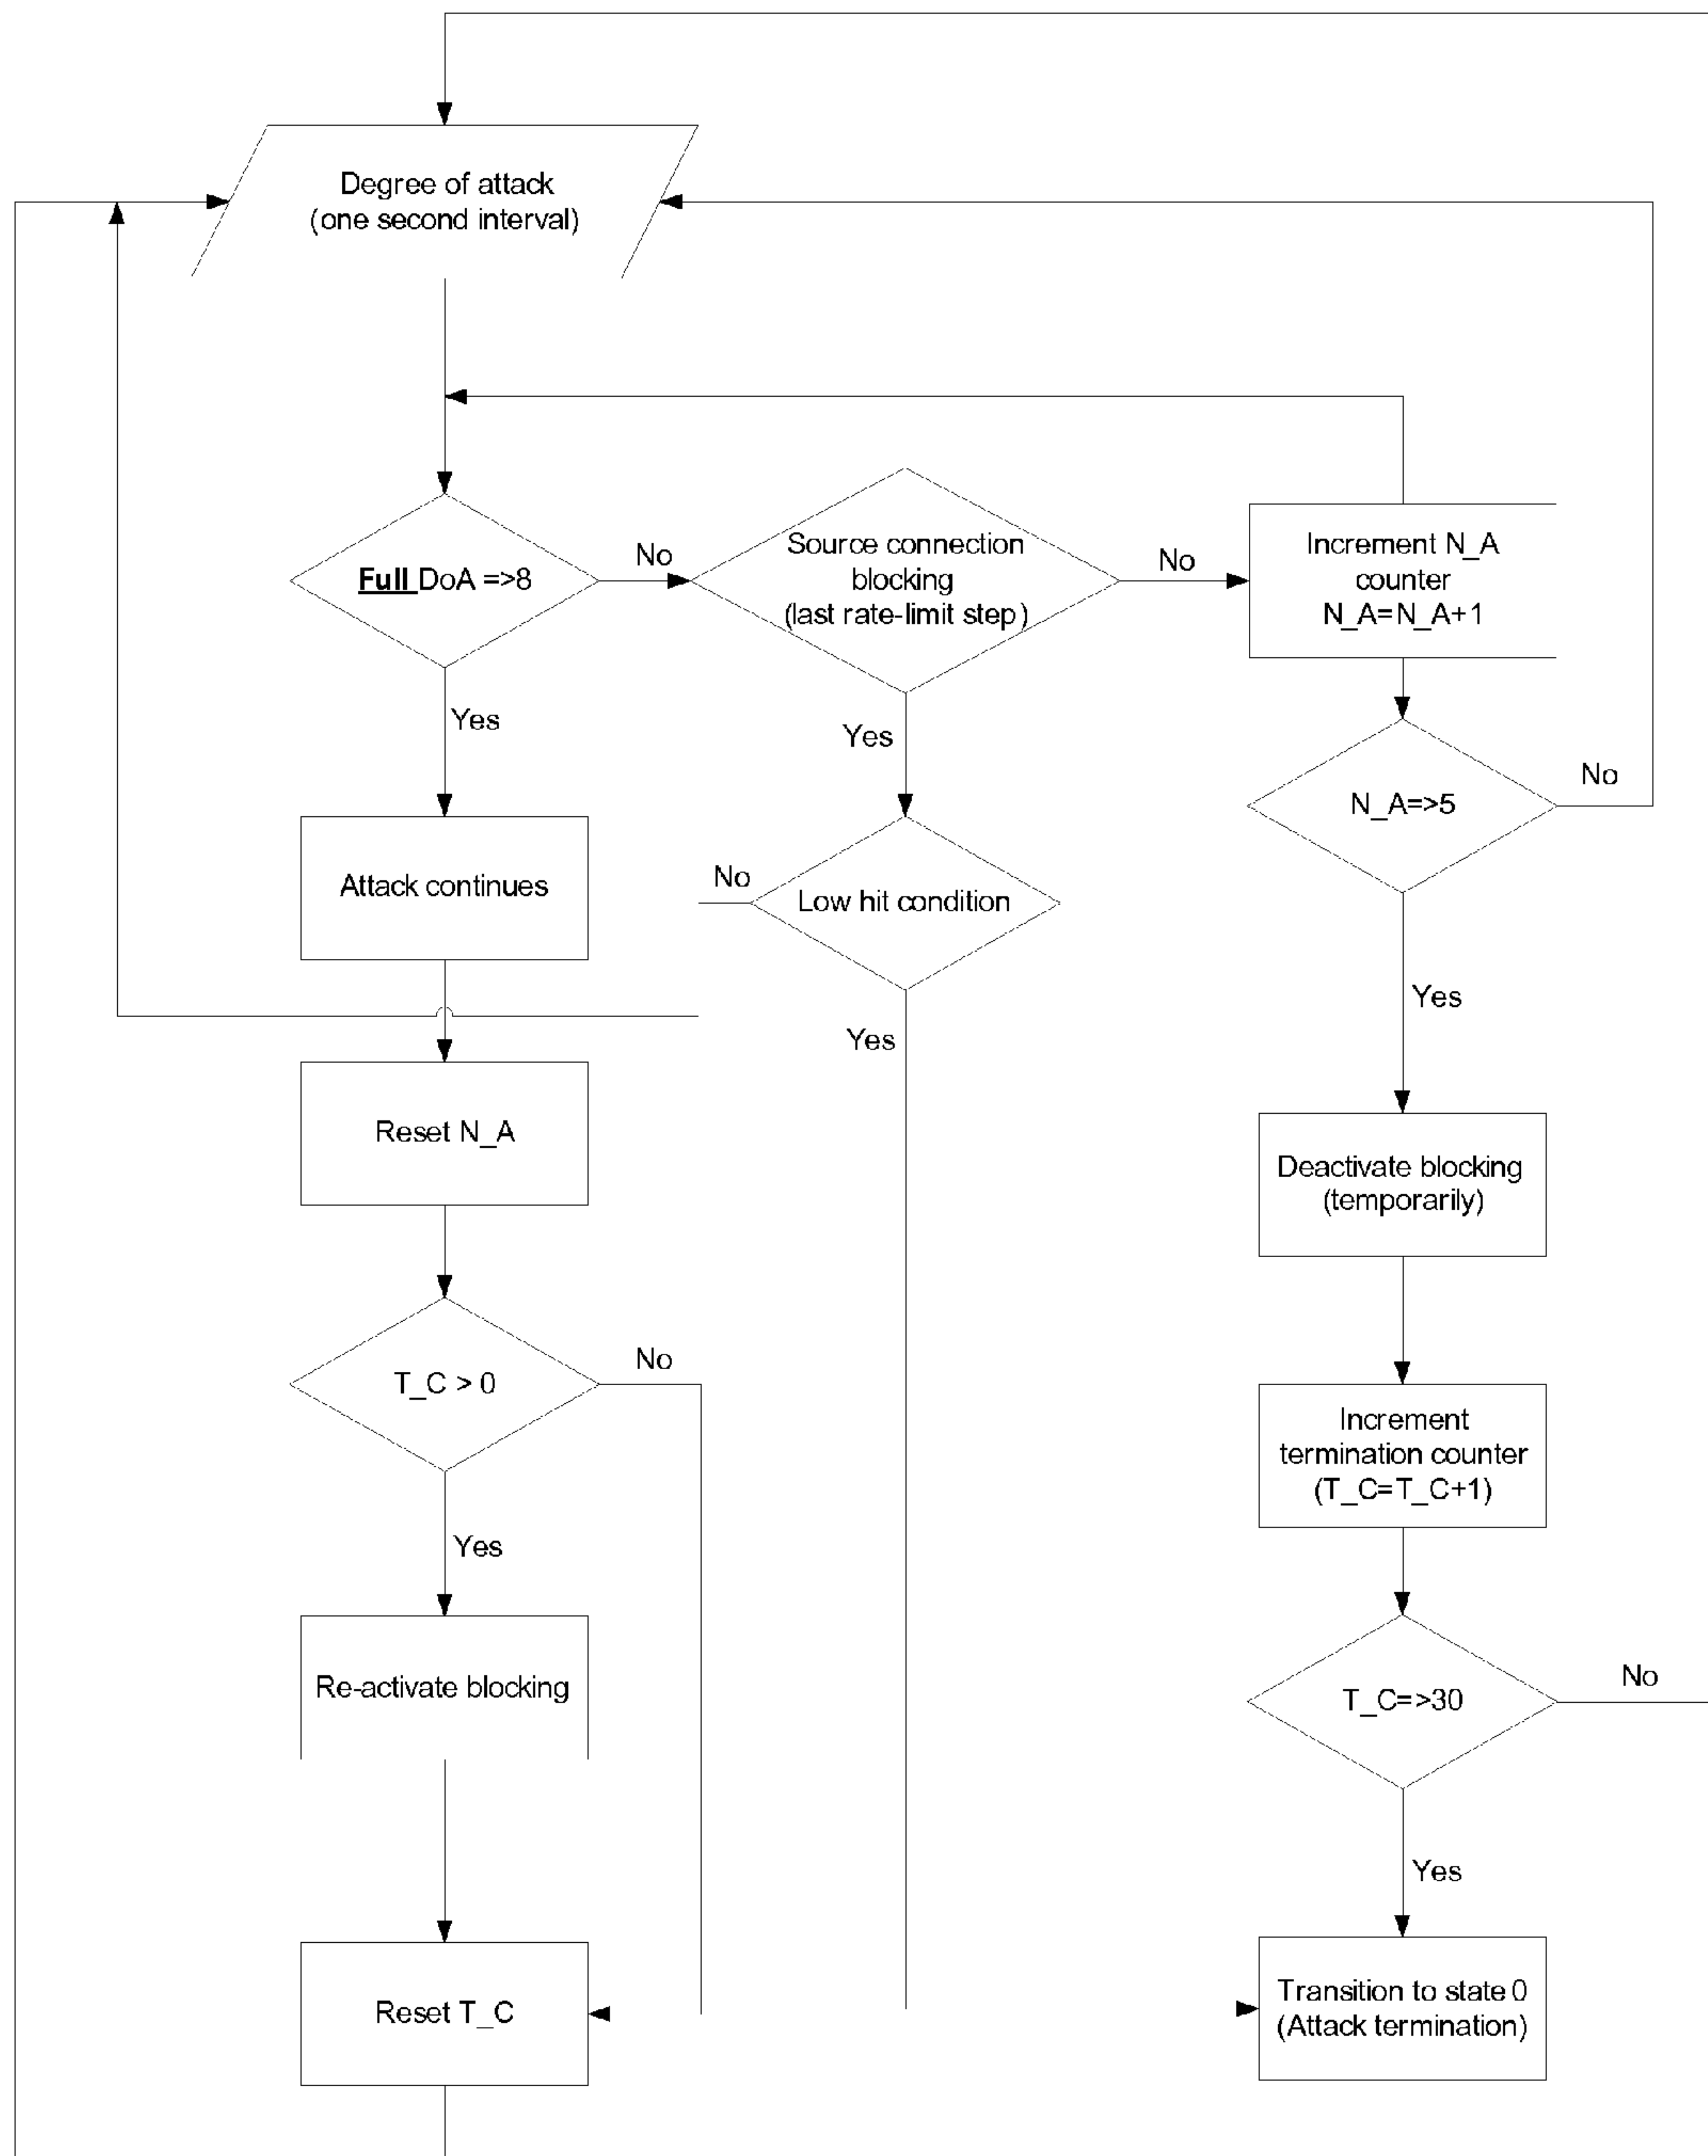 Degree of attack
(one second interval)
Full DoA =>8
No
Source connection
blocking
(last rate-limit step)
No
Increment N_A
counter
N_A=N_A+1
Yes
Yes
N_A=>5
No
Attack continues
No
Low hit condition
Yes
Yes
Reset N_A
Deactivate blocking
(temporarily)
T_C > 0
No
Increment
termination counter
(T_C=T_C+1)
Yes
Re-activate blocking
T_C=>30
No
Yes
Reset T_C
Transition to state 0
(Attack termination)